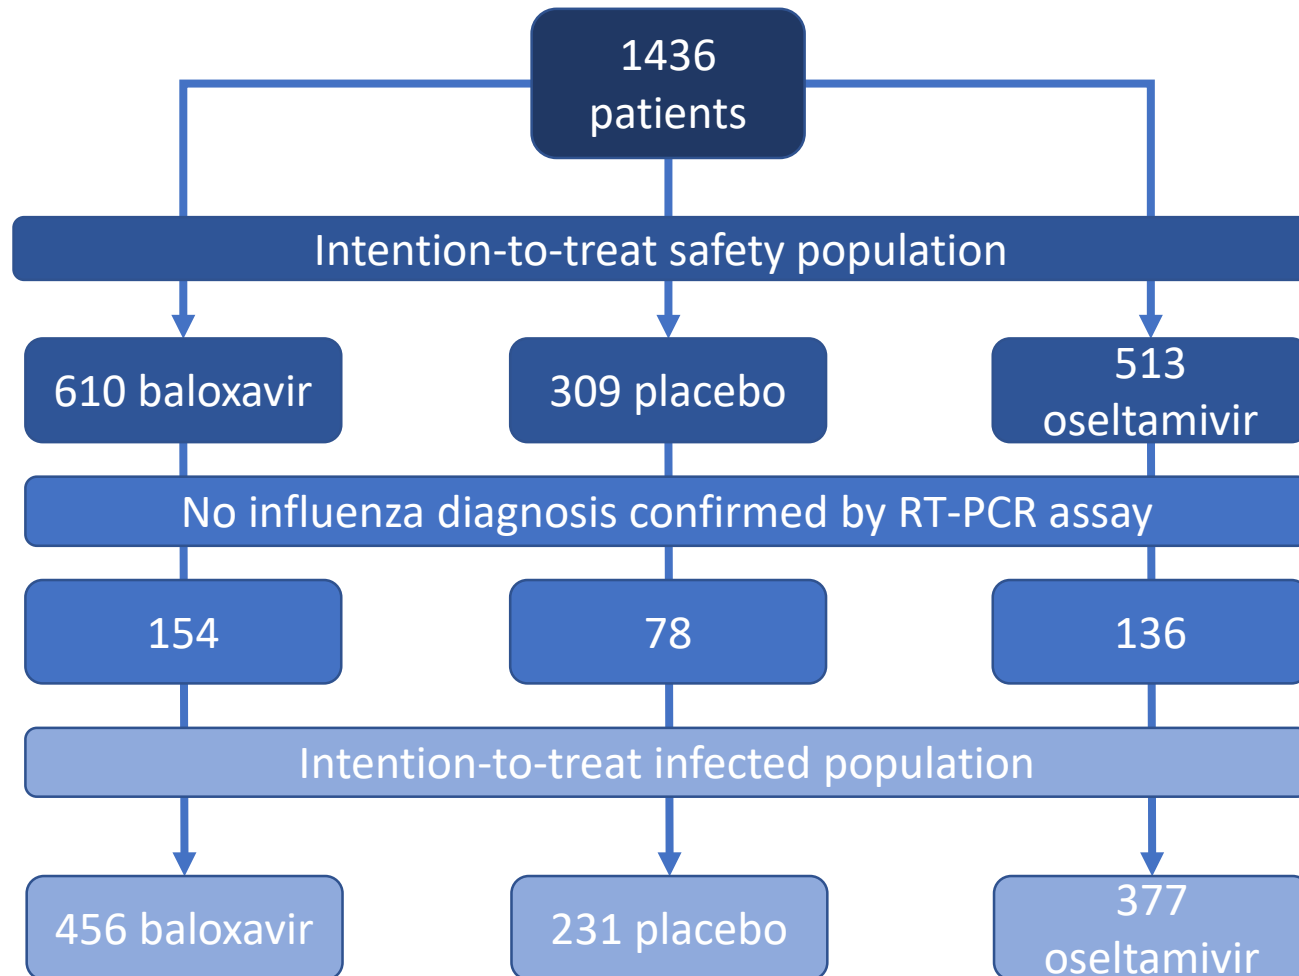 1436
patients
Intention-to-treat safety population
610 baloxavir
309 placebo
513
oseltamivir
No influenza diagnosis confirmed by RT-PCR assay
154
78
136
Intention-to-treat infected population
456 baloxavir
231 placebo
377
oseltamivir